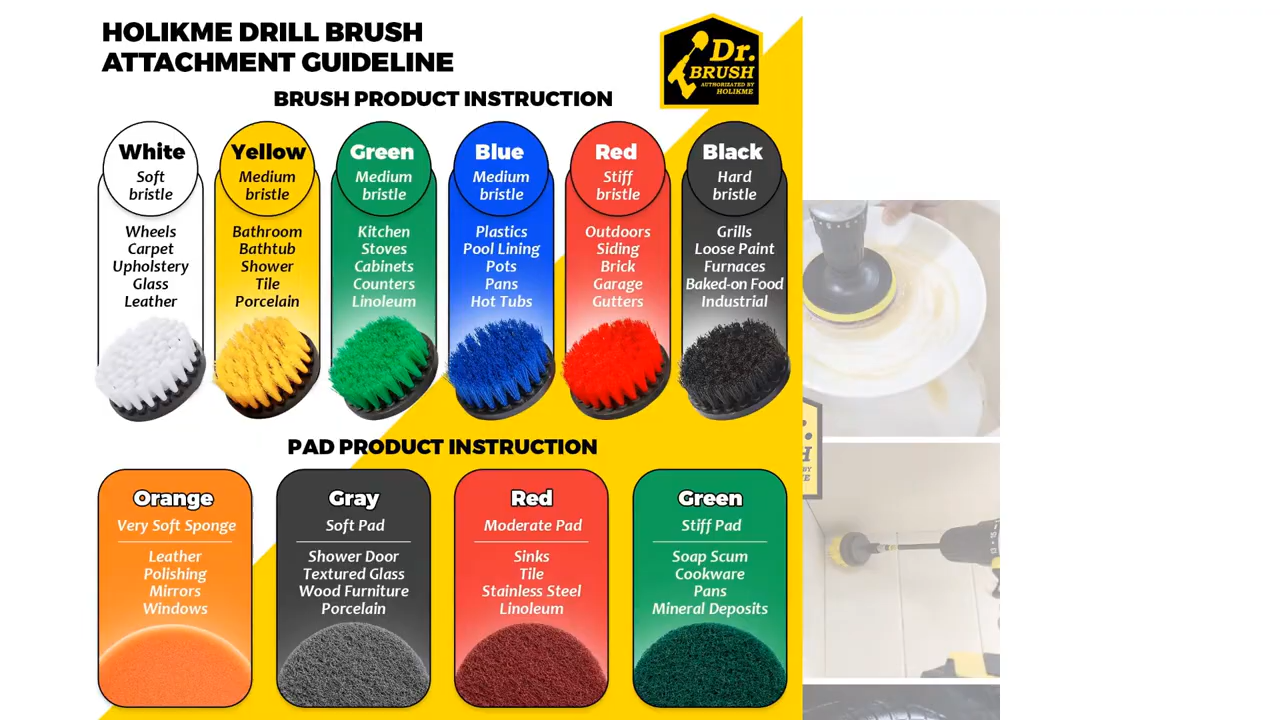 HOLIKME DRILL BRUSH
ATTACHMENT GUIDELINE
Dr.
BRUSH
AUTHORIZATED BY
HOLIKME
BRUSH PRODUCT INSTRUCTION
White
Soft
bristle
Wheels
Carpet
Upholstery
Glass
Leather
Yellow
Medium
bristle
Bathroom
Bathtub
Shower
Tile
Porcelain
Green
Medium
bristle
Kitchen
Stoves
Cabinets
Counters
Linoleum
Blue
Medium
bristle
Plastics
Pool Lining
Pots
Pans
Hot Tubs
Red
Stiff
bristle
Outdoors
Siding
Brick
Garage
Gutters
Black
Hard
bristle
Grills
Loose Paint
Furnaces
Baked-on Food
Industrial
PAD PRODUCT INSTRUCTION
Orange
Very Soft Sponge
Leather
Polishing
Mirrors
Windows
Gray
Soft Pad
Shower Door
Textured Glass
Wood Furniture
Porcelain
Red
Moderate Pad
Sinks
Tile
Stainless Steel
Linoleum
Green
Stiff Pad
Soap Scum
Cookware
Pans
Mineral Deposits